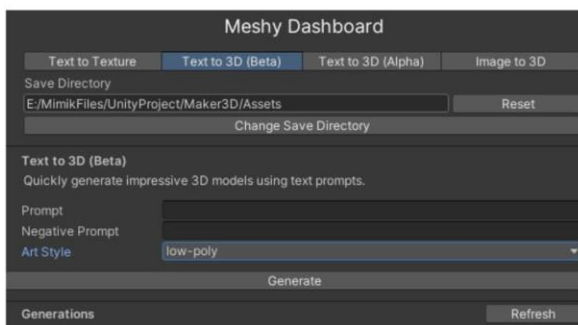 Meshy Dashboard
Text to Texture Text to 3D (Beta) Text to 3D (Alpha) Image to 3D
Save Directory
E:/MimikFiles/UnityProject/Maker3D/Assets Reset
Change Save Directory
Text to 3D (Beta)
Quickly generate impressive 3D models using text prompts.
Prompt
Negative Prompt
Art Style low-poly
Generate
Generations Refresh